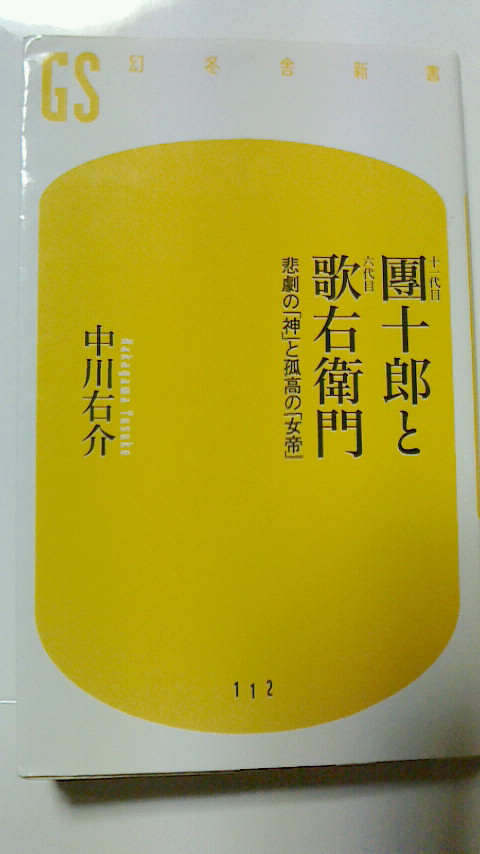 GS 幻冬舎新書
十一代目
團十郎と
六代目
歌右衛門
悲劇の「神」と孤高の「女帝」
中川右介
Nakagawa Yusuke
112